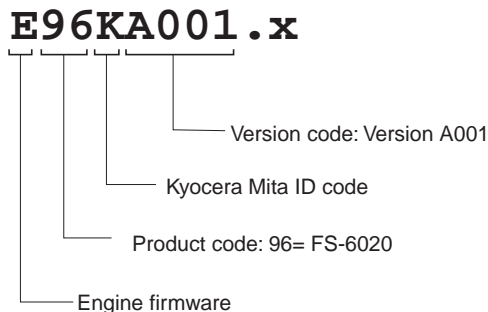 E96KA001.x
Version code: Version A001
Kyocera Mita ID code
Product code: 96= FS-6020
Engine firmware